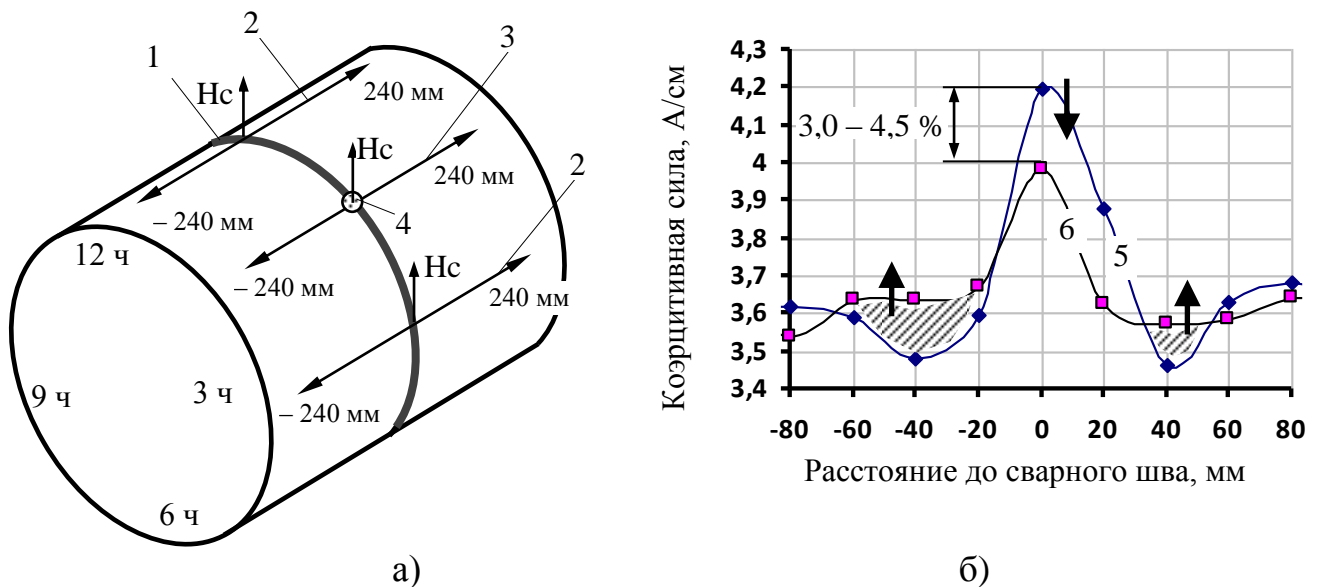 1
2
3
Нс
240 мм
Нс
240 мм
2
– 240 мм
4
12 ч
Нс
– 240 мм
240 мм
9 ч
3 ч
– 240 мм
6 ч
а)
Коэрцитивная сила, А/см
4,3
4,2
4,1
4
3,9
3,8
3,7
3,6
3,5
3,4
3,0 – 4,5 %
6
5
-80 -60 -40 -20 0 20 40 60 80
Расстояние до сварного шва, мм
б)